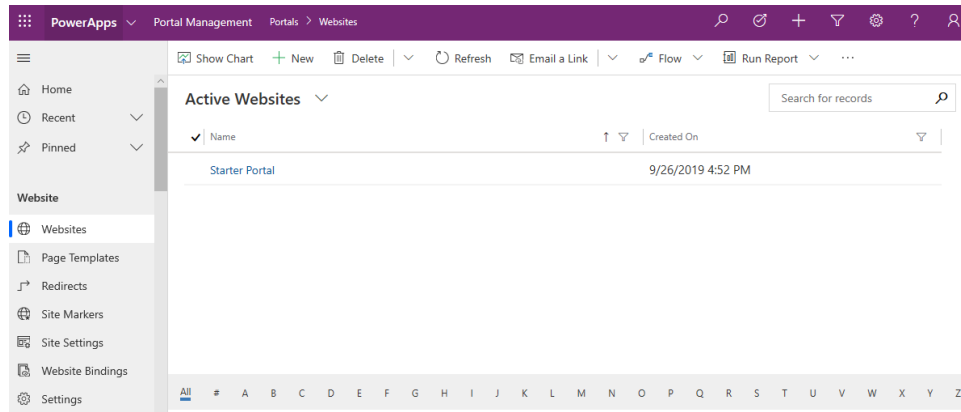 PowerApps Portal Management Portals > Websites
Show Chart New Delete Refresh Email a Link Flow Run Report ...
Home
Recent
Pinned
Website
Websites
Page Templates
Redirects
Site Markers
Site Settings
Website Bindings
Settings
Active Websites Search for records
Name Created On
Starter Portal 9/26/2019 4:52 PM
All # A B C D E F G H I J K L M N O P Q R S T U V W X Y Z